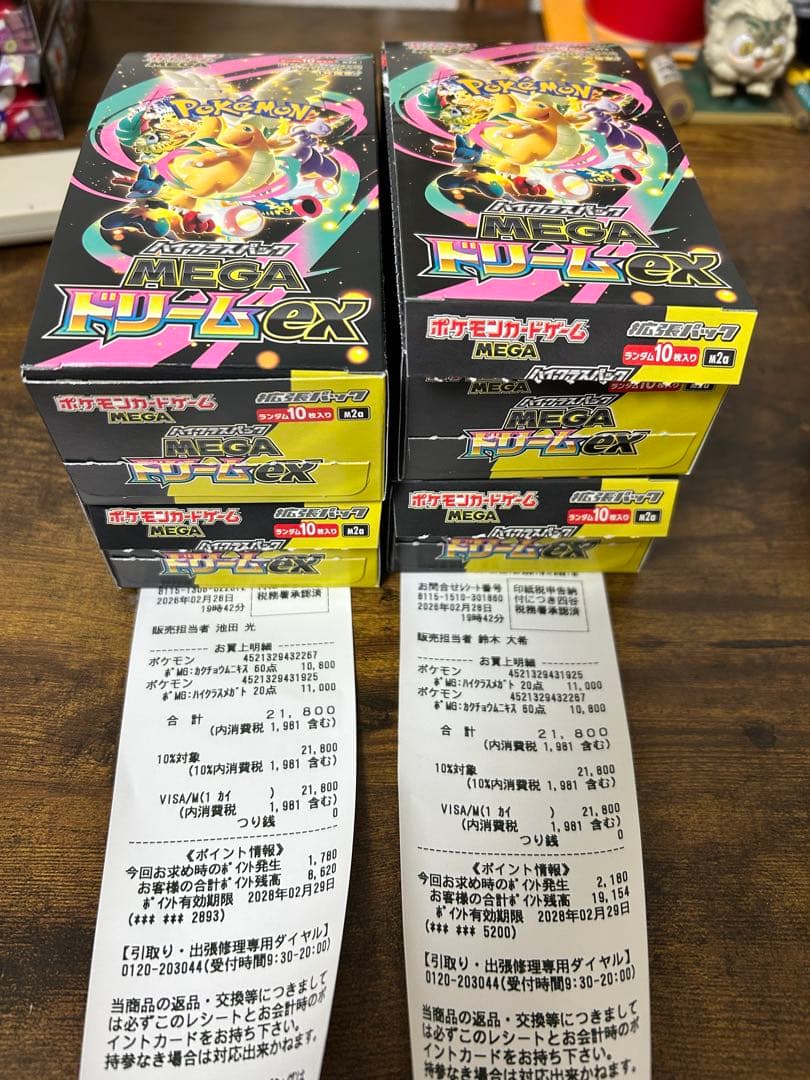 POKÉMON
ハイクラスパック
MEGA
ドリームex
ポケモンカードゲーム
MEGA
拡張パック
ランダム10枚入り
M2a
ハイクラスパック
MEGA
ドリームex
ポケモンカードゲーム
MEGA
拡張パック
ランダム10枚入り
M2a
ハイクラスパック
ドリームex
POKÉMON
ハイクラスパック
MEGA
ドリームex
ポケモンカードゲーム
MEGA
拡張パック
ランダム10枚入り
M2a
ハイクラスパック
MEGA
ドリームex
ポケモンカードゲーム
MEGA
拡張パック
ランダム10枚入り
M2a
ハイクラスパック
ドリームex
2026年02月28日
19時42分
税務署承認済
販売担当者 池田 光
お買上明細
ポケモン 4521329432267
ポMG:カクチョウムニキス 60点 10,800
ポケモン 4521329431925
ポMG:ハイクラスメガト 20点 11,000
合 計 21,800
(内消費税 1,981 含む)
10%対象 21,800
(10%内消費税 1,981 含む)
VISA/M(1 カイ ) 21,800
(内消費税 1,981 含む)
つり銭 0
《ポイント情報》
今回お求め時のポイント発生 1,780
お客様の合計ポイント残高 8,620
ポイント有効期限 2028年02月29日
(*** *** 2893)
【引取り・出張修理専用ダイヤル】
0120-203044(受付時間9:30-20:00)
当商品の返品・交換等につきまして
は必ずこのレシートとお会計時のポ
イントカードをお持ち下さい。
持参なき場合は対応出来かねます。
お問合せレシート番号
8115-1510-301860
2026年02月28日
19時42分
印紙税申告納
付につき四谷
税務署承認済
販売担当者 鈴木 大希
お買上明細
ポケモン 4521329431925
ポMG:ハイクラスメガト 20点 11,000
ポケモン 4521329432267
ポMG:カクチョウムニキス 60点 10,800
合 計 21,800
(内消費税 1,981 含む)
10%対象 21,800
(10%内消費税 1,981 含む)
VISA/M(1 カイ ) 21,800
(内消費税 1,981 含む)
つり銭 0
《ポイント情報》
今回お求め時のポイント発生 2,180
お客様の合計ポイント残高 19,154
ポイント有効期限 2028年02月29日
(*** *** 5200)
【引取り・出張修理専用ダイヤル】
0120-203044(受付時間9:30-20:00)
当商品の返品・交換等につきまして
は必ずこのレシートとお会計時のポ
イントカードをお持ち下さい。
持参なき場合は対応出来かねます。